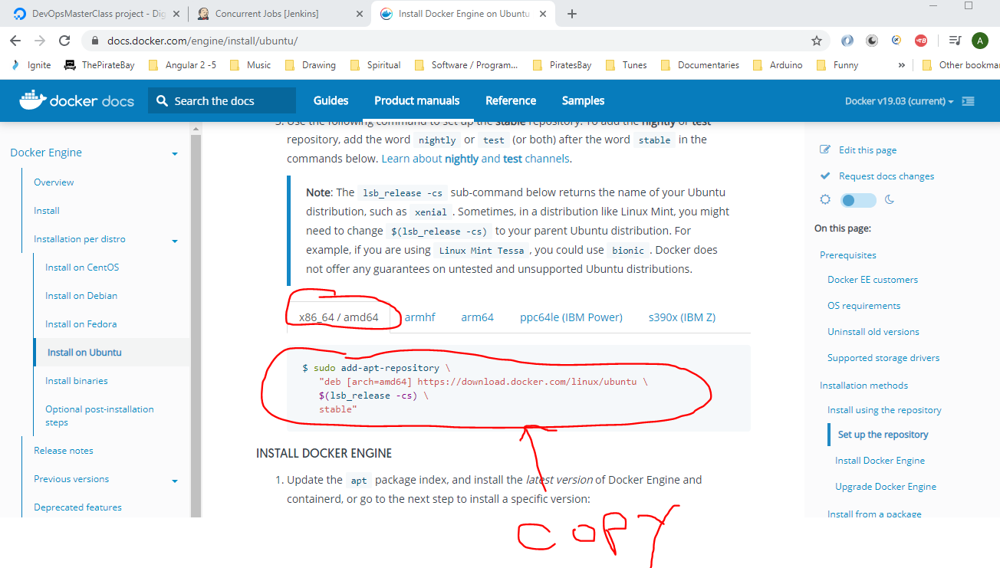 DevOpsMasterClass project - Dig
Concurrent Jobs [Jenkins]
Install Docker Engine on Ubuntu
docs.docker.com/engine/install/ubuntu/
A
Ignite
ThePirateBay
Angular 2 -5
Music
Drawing
Spiritual
Software / Program...
PiratesBay
Tunes
Documentaries
Arduino
Funny
»
Other bookmar
docker docs
Search the docs
Guides
Product manuals
Reference
Samples
Docker v19.03 (current)
Docker Engine
Overview
Install
Installation per distro
Install on CentOS
Install on Debian
Install on Fedora
Install on Ubuntu
Install binaries
Optional post-installation
steps
Release notes
Previous versions
Deprecated features
3. Use the following command to set up the stable repository. To add the nightly or test
repository, add the word nightly or test (or both) after the word stable in the
commands below. Learn about nightly and test channels.
Note: The lsb_release -cs sub-command below returns the name of your Ubuntu
distribution, such as xenial . Sometimes, in a distribution like Linux Mint, you might
need to change $(lsb_release -cs) to your parent Ubuntu distribution. For
example, if you are using Linux Mint Tessa , you could use bionic . Docker does
not offer any guarantees on untested and unsupported Ubuntu distributions.
x86_64 / amd64
armhf
arm64
ppc64le (IBM Power)
s390x (IBM Z)
$ sudo add-apt-repository \
"deb [arch=amd64] https://download.docker.com/linux/ubuntu \
$(lsb_release -cs) \
stable"
INSTALL DOCKER ENGINE
1. Update the apt package index, and install the latest version of Docker Engine and
containerd, or go to the next step to install a specific version:
COPY
Edit this page
Request docs changes
On this page:
Prerequisites
Docker EE customers
OS requirements
Uninstall old versions
Supported storage drivers
Installation methods
Install using the repository
Set up the repository
Install Docker Engine
Upgrade Docker Engine
Install from a package